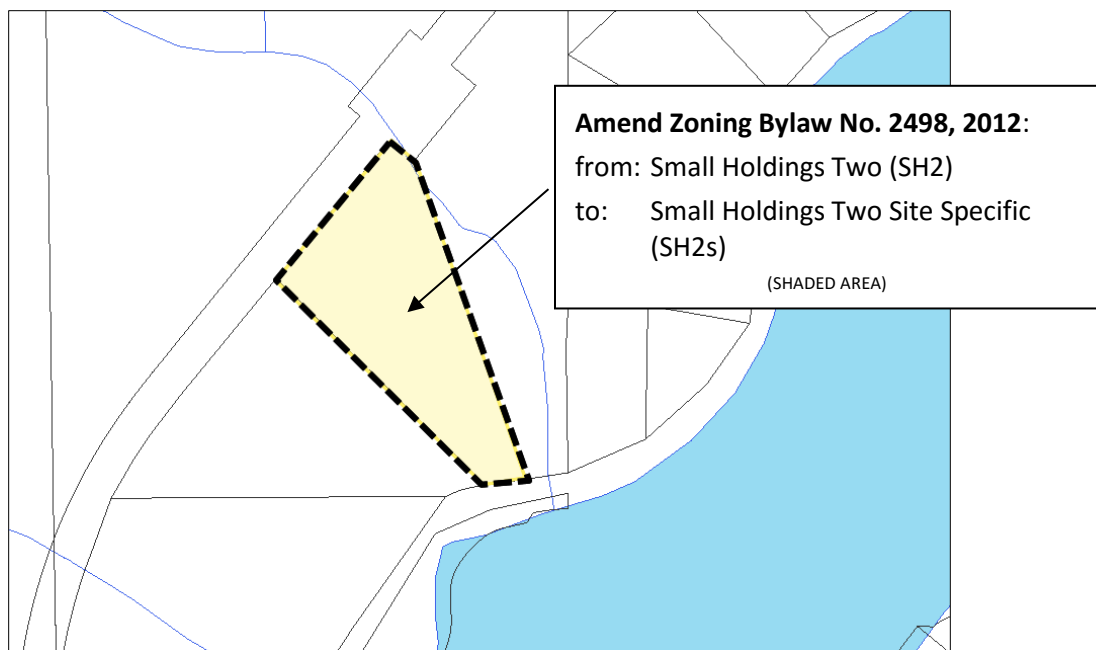 Amend Zoning Bylaw No. 2498, 2012:
from: Small Holdings Two (SH2)
to: Small Holdings Two Site Specific
(SH2s)
(SHADED AREA)